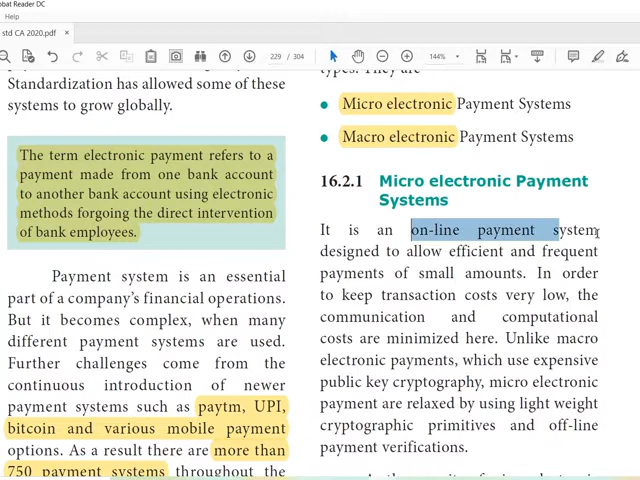 obat Reader DC
Help
std CA 2020.pdf ×
229 / 304
144%
Standardization has allowed some of these
systems to grow globally.
The term electronic payment refers to a
payment made from one bank account
to another bank account using electronic
methods forgoing the direct intervention
of bank employees.
Payment system is an essential
part of a company's financial operations.
But it becomes complex, when many
different payment systems are used.
Further challenges come from the
continuous introduction of newer
payment systems such as paytm, UPI,
bitcoin and various mobile payment
options. As a result there are more than
750 payment systems throughout the
types. They are
• Micro electronic Payment Systems
• Macro electronic Payment Systems
16.2.1 Micro electronic Payment
Systems
It is an on-line payment system
designed to allow efficient and frequent
payments of small amounts. In order
to keep transaction costs very low, the
communication and computational
costs are minimized here. Unlike macro
electronic payments, which use expensive
public key cryptography, micro electronic
payment are relaxed by using light weight
cryptographic primitives and off-line
payment verifications.